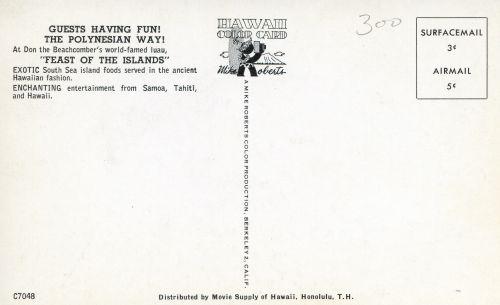 GUESTS HAVING FUN!
THE POLYNESIAN WAY!
At Don the Beachcomber's world-famed luau,
"FEAST OF THE ISLANDS"
EXOTIC South Sea island foods served in the ancient
Hawaiian fashion.
ENCHANTING entertainment from Samoa, Tahiti,
and Hawaii.
HAWAII
COLOR CARD
Mike Roberts
A MIKE ROBERTS COLOR PRODUCTION, BERKELEY 2, CALIF.
300
SURFACEMAIL
3¢
AIRMAIL
5¢
C7048
Distributed by Movie Supply of Hawaii, Honolulu, T.H.